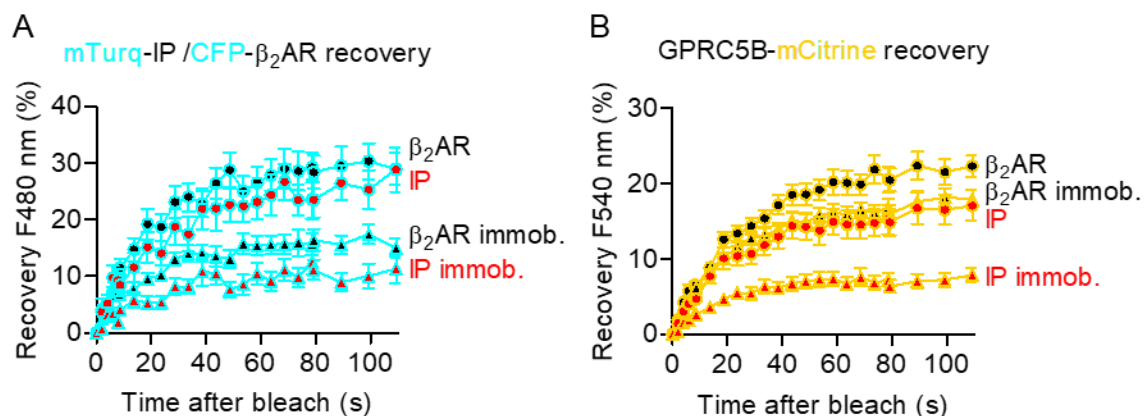 A
mTurq-IP /CFP-β₂AR recovery
Recovery F480 nm (%)
40
30
20
10
0
0 20 40 60 80 100
Time after bleach (s)
β₂AR
IP
β₂AR immob.
IP immob.
B
GPRC5B-mCitrine recovery
Recovery F540 nm (%)
30
20
10
0
0 20 40 60 80 100
Time after bleach (s)
β₂AR
β₂AR immob.
IP
IP immob.